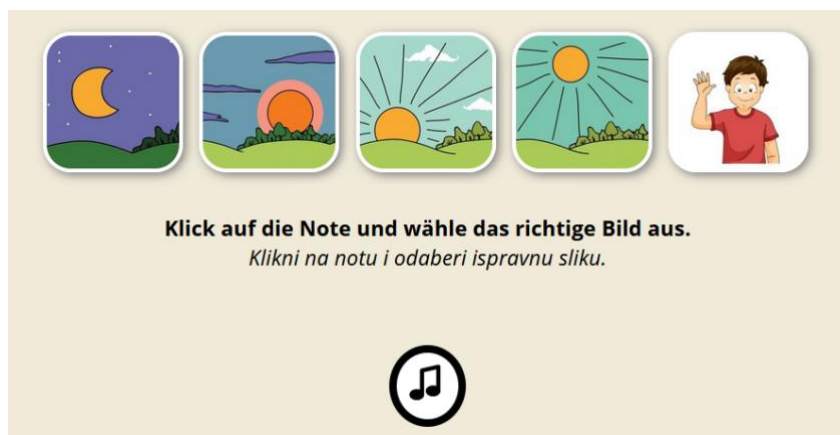 Klick auf die Note und wähle das richtige Bild aus.
Klikni na notu i odaberi ispravnu sliku.